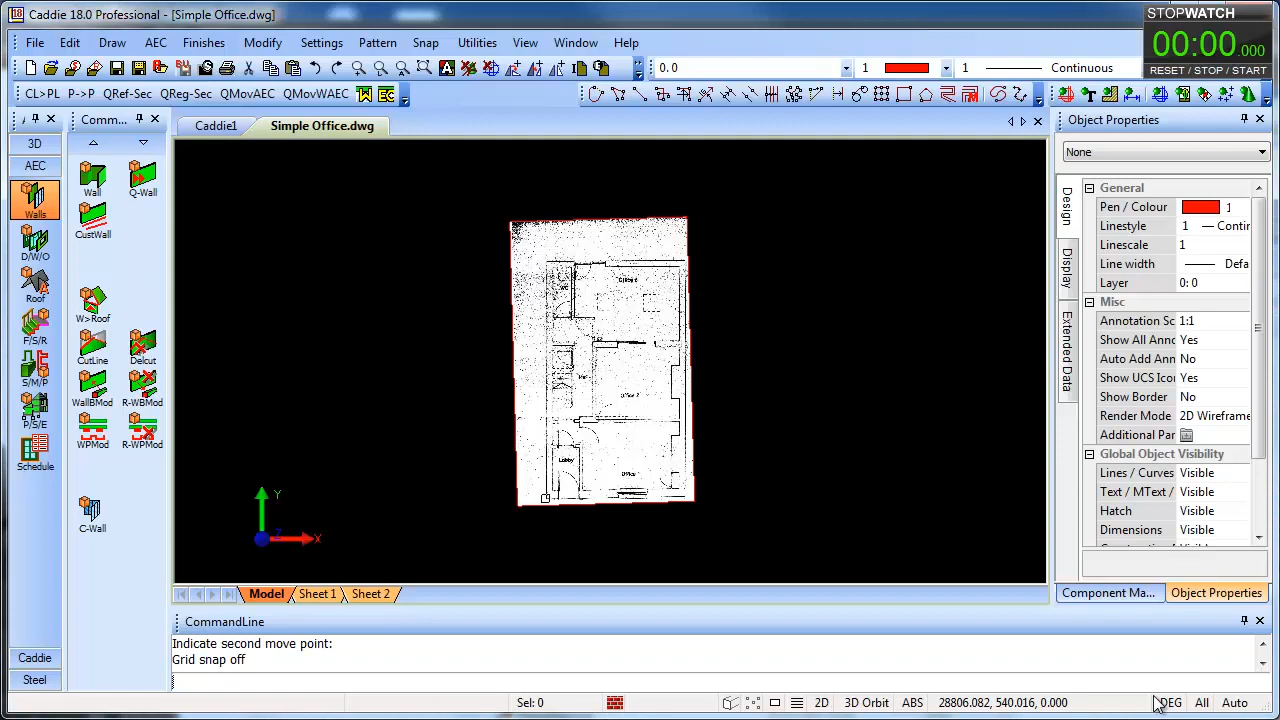 18 Caddie 18.0 Professional - [Simple Office.dwg]
STOPWATCH
00:00.000
RESET / STOP / START
File Edit Draw AEC Finishes Modify Settings Pattern Snap Utilities View Window Help
0. 0 1 1 Continuous
CL>PL P->P QRef-Sec QReg-Sec QMovAEC QMovWAEC
Comm...
Caddie1 Simple Office.dwg
Object Properties
3D
AEC
Walls
D/W/O
Roof
F/S/R
S/M/P
P/S/E
Schedule
Caddie
Steel
Wall Q-Wall
CustWall
W>Roof
CutLine Delcut
WallBMod R-WBMod
WPMod R-WPMod
C-Wall
Lobby
Y
X
Z
None
Design
Display
Extended Data
General
Pen / Colour 1
Linestyle 1 Contir
Linescale 1
Line width Defa
Layer 0: 0
Misc
Annotation Sc 1:1
Show All Annc Yes
Auto Add Ann No
Show UCS Icor Yes
Show Border No
Render Mode 2D Wireframe
Additional Par
Global Object Visibility
Lines / Curves Visible
Text / MText / Visible
Hatch Visible
Dimensions Visible
Model Sheet 1 Sheet 2
Component Ma... Object Properties
CommandLine
Indicate second move point:
Grid snap off
Sel: 0 2D 3D Orbit ABS 28806.082, 540.016, 0.000 DEG All Auto